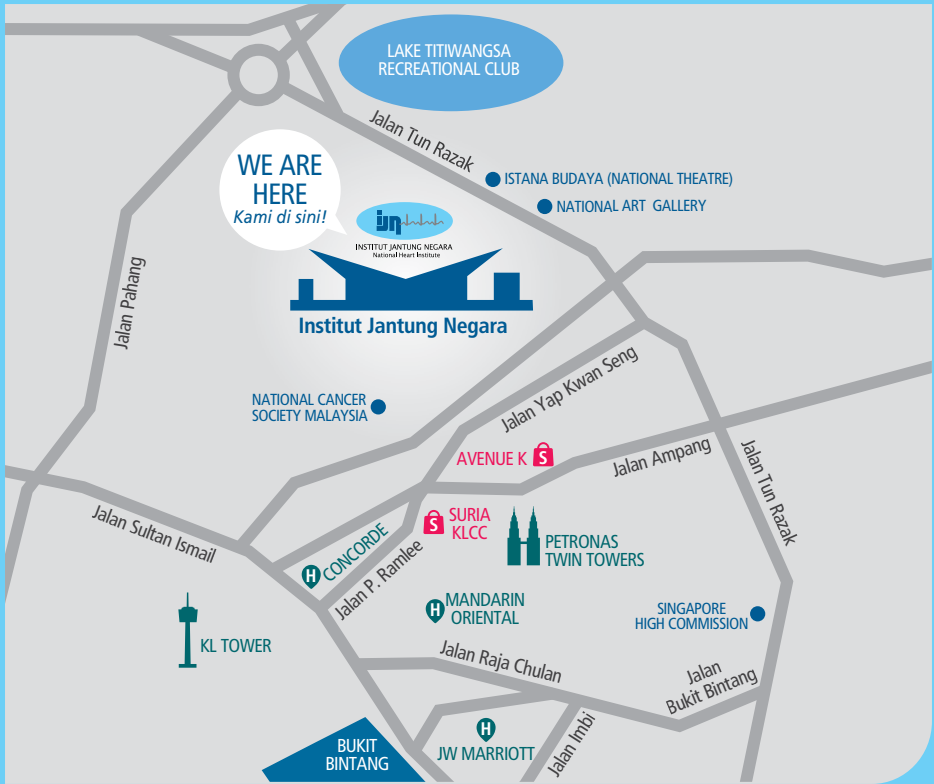 LAKE TITIWANGSA
RECREATIONAL CLUB
Jalan Tun Razak
WE ARE
HERE
Kami di sini!
ISTANA BUDAYA (NATIONAL THEATRE)
NATIONAL ART GALLERY
ijn
INSTITUT JANTUNG NEGARA
National Heart Institute
Institut Jantung Negara
Jalan Pahang
NATIONAL CANCER
SOCIETY MALAYSIA
Jalan Yap Kwan Seng
AVENUE K
S
Jalan Ampang
Jalan Tun Razak
Jalan Sultan Ismail
S
SURIA
KLCC
PETRONAS
TWIN TOWERS
H
CONCORDE
Jalan P. Ramlee
H
MANDARIN
ORIENTAL
SINGAPORE
HIGH COMMISSION
KL TOWER
Jalan Raja Chulan
Jalan
Bukit Bintang
H
JW MARRIOTT
Jalan Imbi
BUKIT
BINTANG